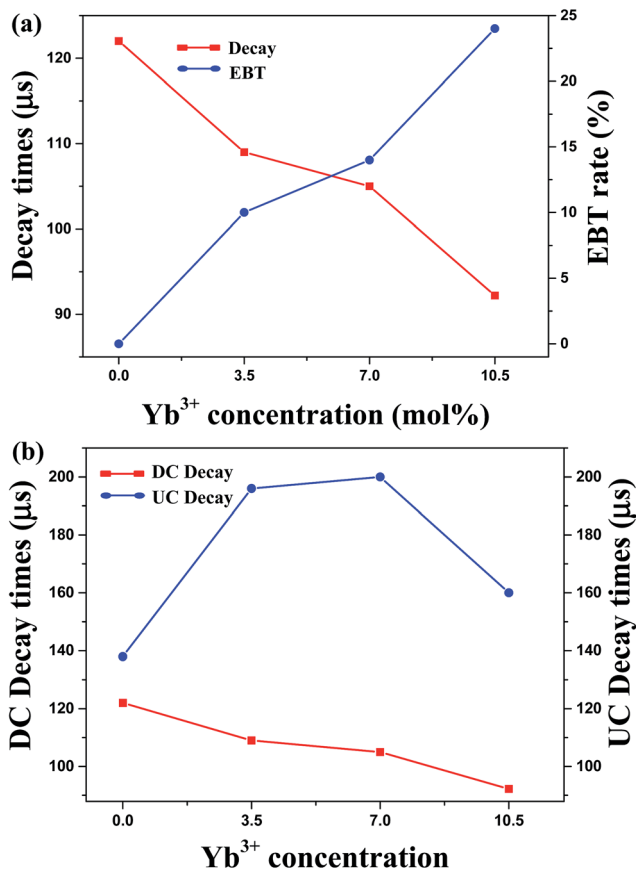 (a)
Decay
EBT
Decay times (μs)
120
110
100
90
EBT rate (%)
25
20
15
10
5
0
0.0 3.5 7.0 10.5
Yb³⁺ concentration (mol%)
(b)
DC Decay
UC Decay
DC Decay times (μs)
200
180
160
140
120
100
UC Decay times (μs)
200
180
160
140
120
100
0.0 3.5 7.0 10.5
Yb³⁺ concentration